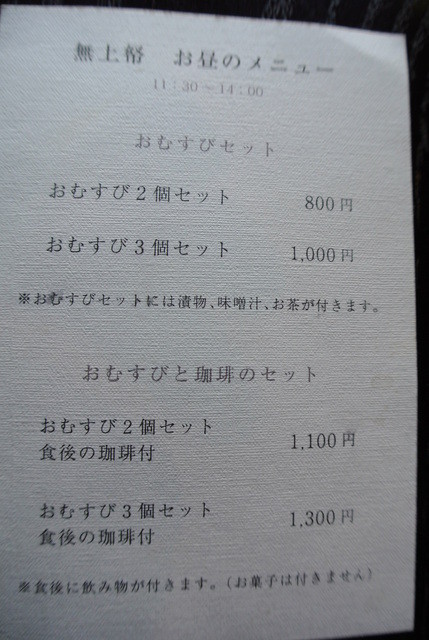 無上帑 お昼のメニュー
11:30～14:00
おむすびセット
おむすび2個セット 800円
おむすび3個セット 1,000円
※おむすびセットには漬物、味噌汁、お茶が付きます。
おむすびと珈琲のセット
おむすび2個セット
食後の珈琲付 1,100円
おむすび3個セット
食後の珈琲付 1,300円
※食後に飲み物が付きます。(お菓子は付きません)